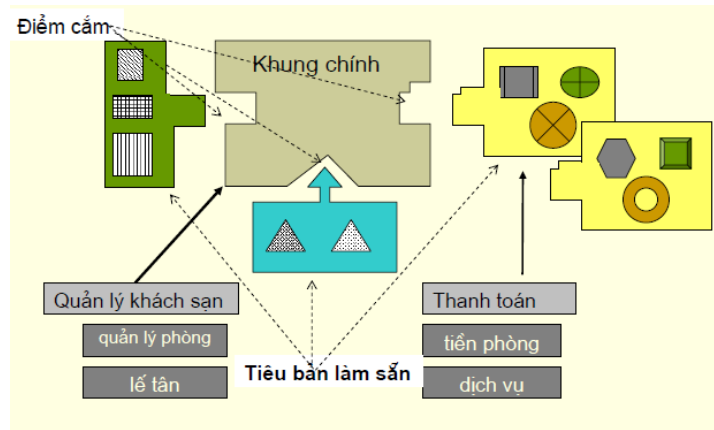 Điểm cắm
Khung chính
Quản lý khách sạn
quản lý phòng
lế tân
Tiêu bản làm sẵn
Thanh toán
tiền phòng
dịch vụ